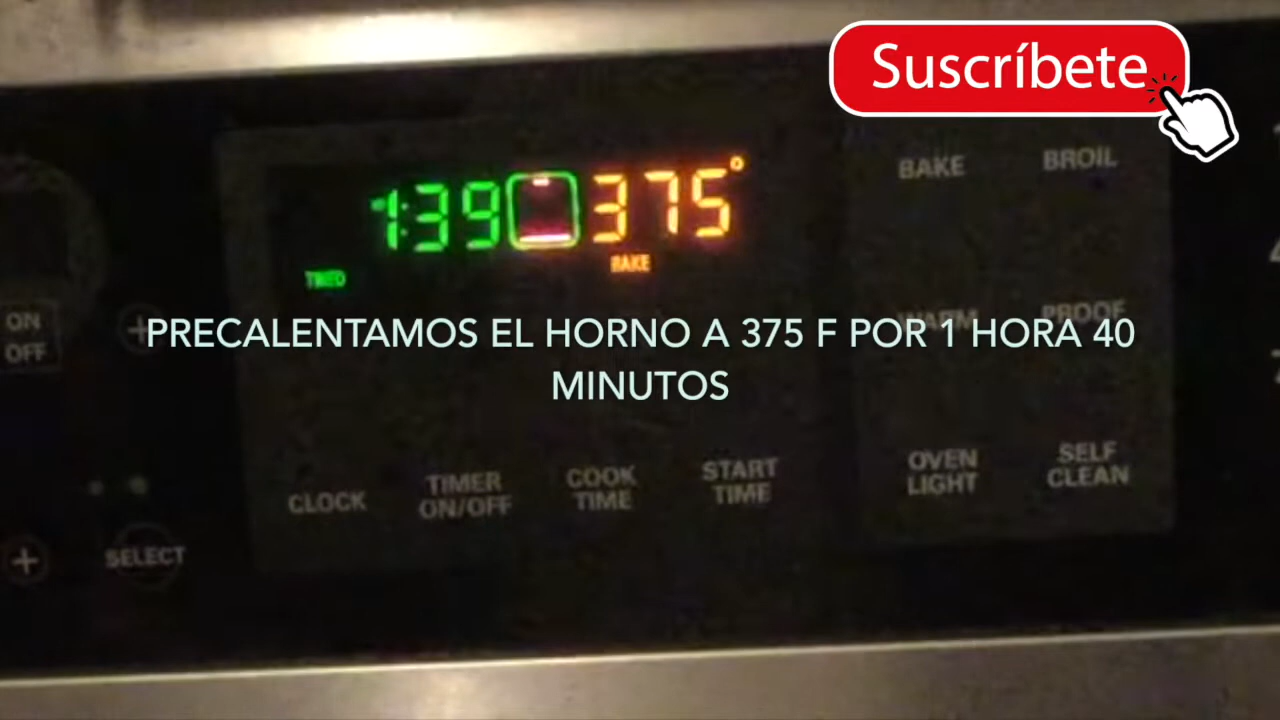 Suscríbete
BAKE
BROIL
1:39
375°
BAKE
TIMED
ON
OFF
WARM
PROOF
PRECALENTAMOS EL HORNO A 375 F POR 1 HORA 40
MINUTOS
CLOCK
TIMER
ON/OFF
COOK
TIME
START
TIME
OVEN
LIGHT
SELF
CLEAN
SELECT